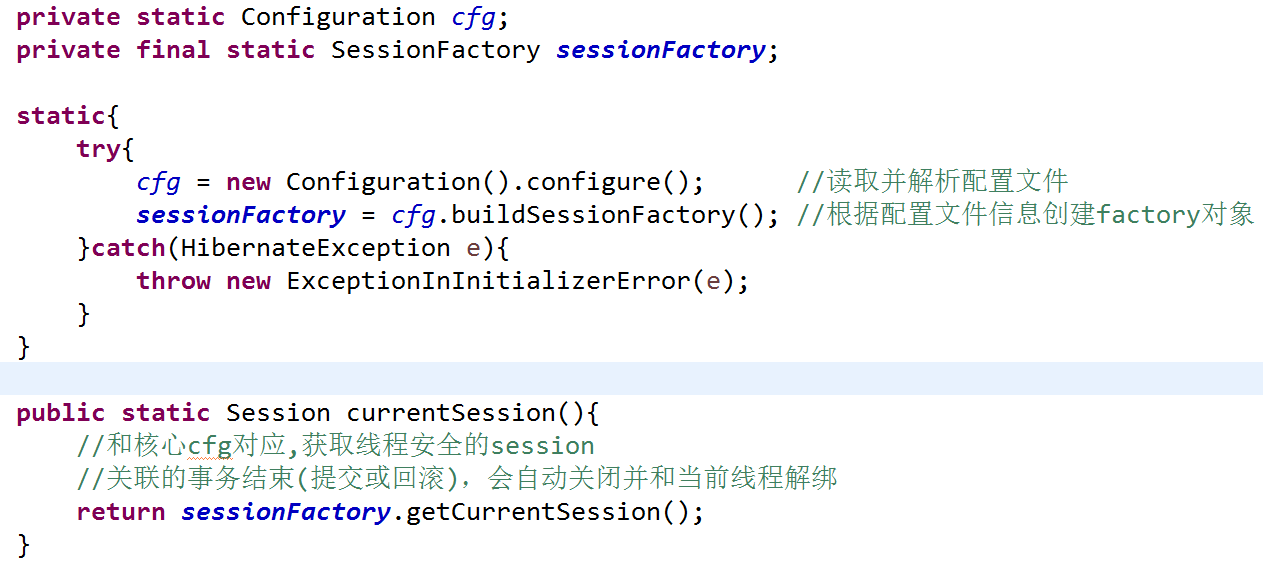 private static Configuration cfg;
private final static SessionFactory sessionFactory;
static{
try{
cfg = new Configuration().configure(); //读取并解析配置文件
sessionFactory = cfg.buildSessionFactory(); //根据配置文件信息创建factory对象
}catch(HibernateException e){
throw new ExceptionInInitializerError(e);
}
}
public static Session currentSession(){
//和核心cfg对应,获取线程安全的session
//关联的事务结束(提交或回滚)，会自动关闭并和当前线程解绑
return sessionFactory.getCurrentSession();
}